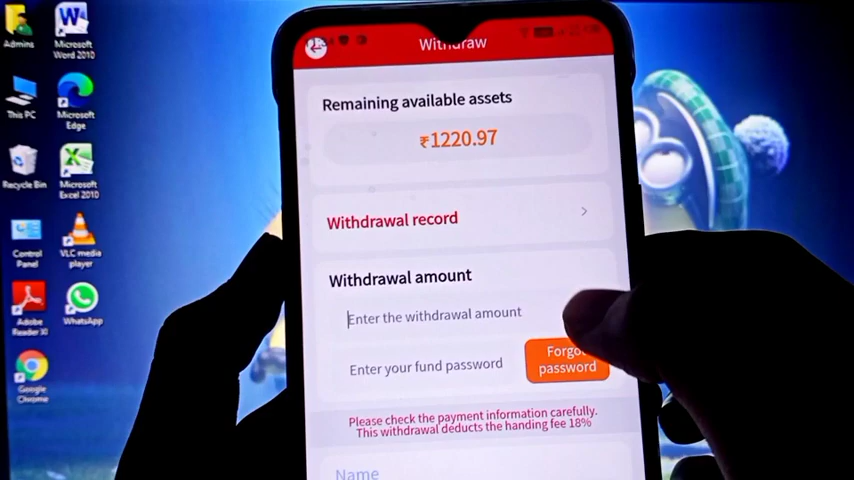 Admins
Microsoft
Word 2010
This PC
Microsoft
Edge
Recycle Bin
Microsoft
Excel 2010
Control
Panel
VLC media
player
Adobe
Reader XI
WhatsApp
Google
Chrome
Withdraw
Remaining available assets
₹1220.97
Withdrawal record
Withdrawal amount
Enter the withdrawal amount
Enter your fund password
Forgot
password
Please check the payment information carefully.
This withdrawal deducts the handing fee 18%
Name